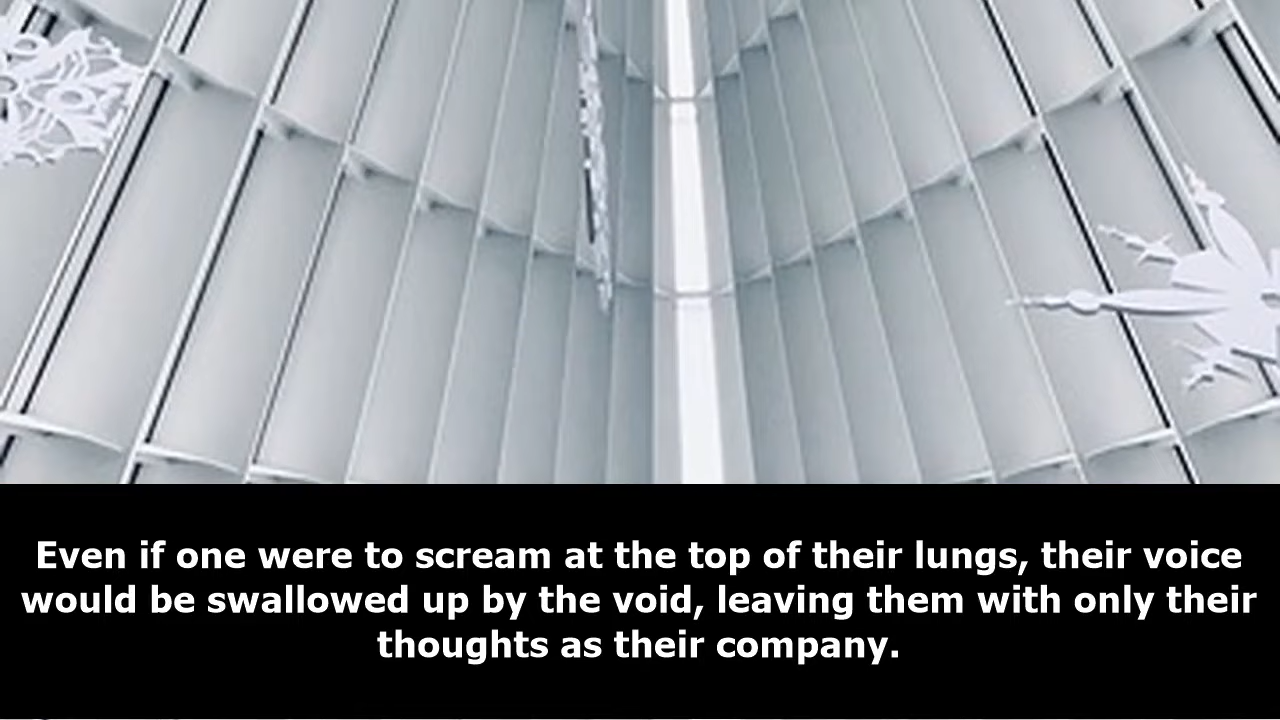 Even if one were to scream at the top of their lungs, their voice
would be swallowed up by the void, leaving them with only their
thoughts as their company.